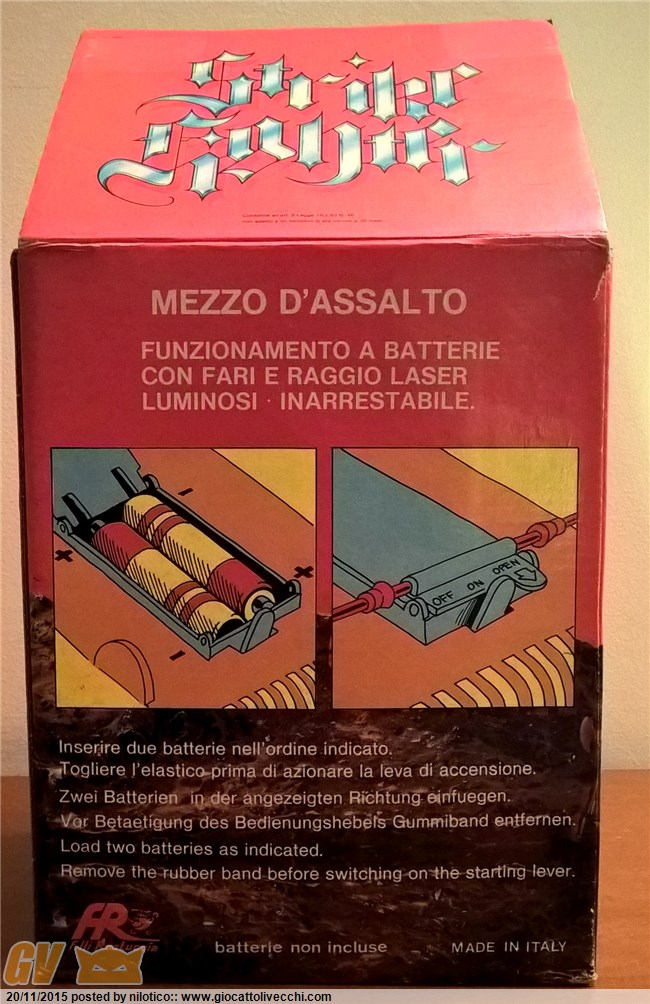 Strike
Fighter
MEZZO D'ASSALTO
FUNZIONAMENTO A BATTERIE
CON FARI E RAGGIO LASER
LUMINOSI · INARRESTABILE.
- +
+ -
OFF ON OPEN
Inserire due batterie nell'ordine indicato.
Togliere l'elastico prima di azionare la leva di accensione.
Zwei Batterien in der angezeigten Richtung einfuegen.
Vor Betaetigung des Bedienungshebels Gummiband entfernen.
Load two batteries as indicated.
Remove the rubber band before switching on the starting lever.
FR
batterie non incluse
MADE IN ITALY
GV
20/11/2015 posted by nilotico:: www.giocattolivecchi.com